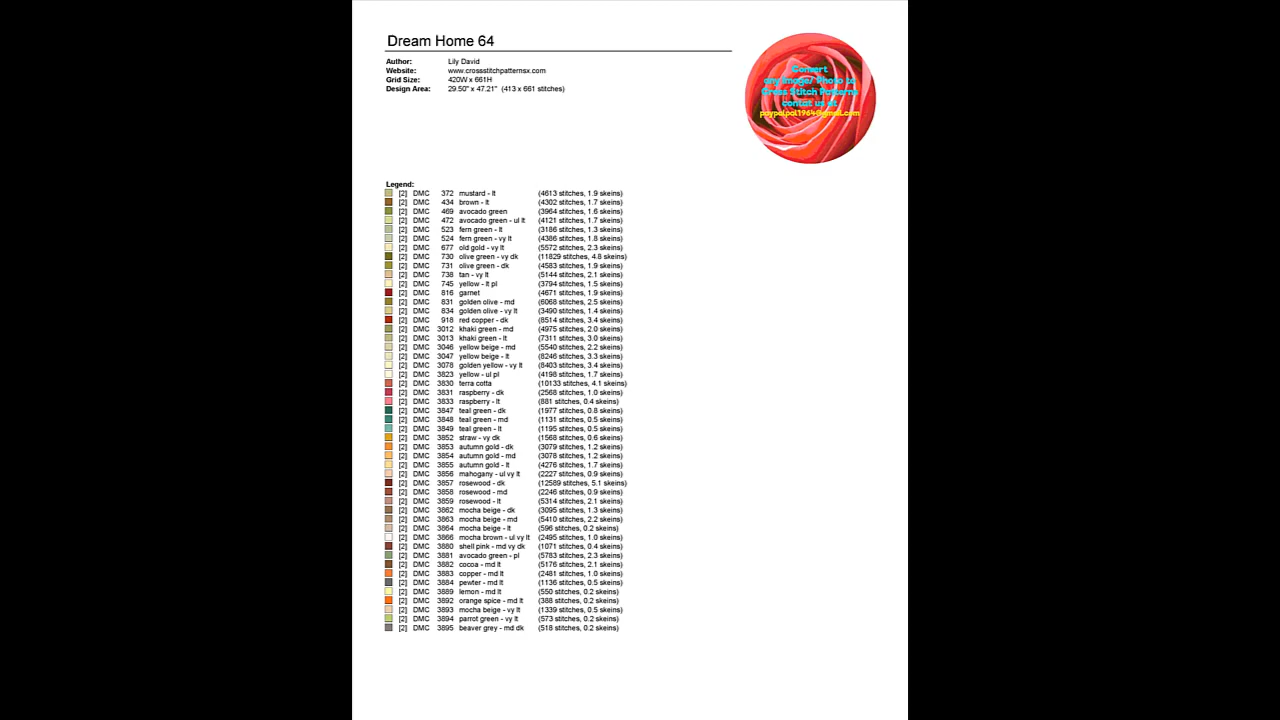 Dream Home 64
Author: Lily David
Website: www.crossstitchpatternsx.com
Grid Size: 420W x 661H
Design Area: 29.50" x 47.21" (413 x 661 stitches)
Convert
any Image/ Photo to
Cross Stitch Patterns
contat us at
paypalpal1964@gmail.com
Legend:
[2] DMC 372 mustard - lt (4613 stitches, 1.9 skeins)
[2] DMC 434 brown - lt (4302 stitches, 1.7 skeins)
[2] DMC 469 avocado green (3964 stitches, 1.6 skeins)
[2] DMC 472 avocado green - ul lt (4121 stitches, 1.7 skeins)
[2] DMC 523 fern green - lt (3186 stitches, 1.3 skeins)
[2] DMC 524 fern green - vy lt (4386 stitches, 1.8 skeins)
[2] DMC 677 old gold - vy lt (5572 stitches, 2.3 skeins)
[2] DMC 730 olive green - vy dk (11829 stitches, 4.8 skeins)
[2] DMC 731 olive green - dk (4583 stitches, 1.9 skeins)
[2] DMC 738 tan - vy lt (5144 stitches, 2.1 skeins)
[2] DMC 745 yellow - lt pl (3794 stitches, 1.5 skeins)
[2] DMC 816 garnet (4671 stitches, 1.9 skeins)
[2] DMC 831 golden olive - md (6068 stitches, 2.5 skeins)
[2] DMC 834 golden olive - vy lt (3490 stitches, 1.4 skeins)
[2] DMC 918 red copper - dk (8514 stitches, 3.4 skeins)
[2] DMC 3012 khaki green - md (4975 stitches, 2.0 skeins)
[2] DMC 3013 khaki green - lt (7311 stitches, 3.0 skeins)
[2] DMC 3046 yellow beige - md (5540 stitches, 2.2 skeins)
[2] DMC 3047 yellow beige - lt (8246 stitches, 3.3 skeins)
[2] DMC 3078 golden yellow - vy lt (8403 stitches, 3.4 skeins)
[2] DMC 3823 yellow - ul pl (4198 stitches, 1.7 skeins)
[2] DMC 3830 terra cotta (10133 stitches, 4.1 skeins)
[2] DMC 3831 raspberry - dk (2568 stitches, 1.0 skeins)
[2] DMC 3833 raspberry - lt (881 stitches, 0.4 skeins)
[2] DMC 3847 teal green - dk (1977 stitches, 0.8 skeins)
[2] DMC 3848 teal green - md (1131 stitches, 0.5 skeins)
[2] DMC 3849 teal green - lt (1195 stitches, 0.5 skeins)
[2] DMC 3852 straw - vy dk (1568 stitches, 0.6 skeins)
[2] DMC 3853 autumn gold - dk (3079 stitches, 1.2 skeins)
[2] DMC 3854 autumn gold - md (3078 stitches, 1.2 skeins)
[2] DMC 3855 autumn gold - lt (4276 stitches, 1.7 skeins)
[2] DMC 3856 mahogany - ul vy lt (2227 stitches, 0.9 skeins)
[2] DMC 3857 rosewood - dk (12589 stitches, 5.1 skeins)
[2] DMC 3858 rosewood - md (2246 stitches, 0.9 skeins)
[2] DMC 3859 rosewood - lt (5314 stitches, 2.1 skeins)
[2] DMC 3862 mocha beige - dk (3095 stitches, 1.3 skeins)
[2] DMC 3863 mocha beige - md (5410 stitches, 2.2 skeins)
[2] DMC 3864 mocha beige - lt (596 stitches, 0.2 skeins)
[2] DMC 3866 mocha brown - ul vy lt (2495 stitches, 1.0 skeins)
[2] DMC 3880 shell pink - md vy dk (1071 stitches, 0.4 skeins)
[2] DMC 3881 avocado green - pl (5783 stitches, 2.3 skeins)
[2] DMC 3882 cocoa - md lt (5176 stitches, 2.1 skeins)
[2] DMC 3883 copper - md lt (2481 stitches, 1.0 skeins)
[2] DMC 3884 pewter - md lt (1136 stitches, 0.5 skeins)
[2] DMC 3889 lemon - md lt (550 stitches, 0.2 skeins)
[2] DMC 3892 orange spice - md lt (388 stitches, 0.2 skeins)
[2] DMC 3893 mocha beige - vy lt (1339 stitches, 0.5 skeins)
[2] DMC 3894 parrot green - vy lt (573 stitches, 0.2 skeins)
[2] DMC 3895 beaver grey - md dk (518 stitches, 0.2 skeins)